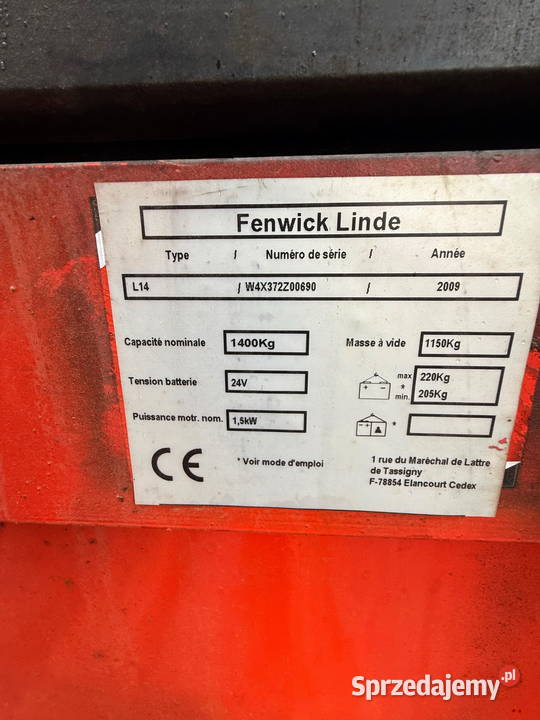 Fenwick Linde
Type / Numéro de série / Année
L14 / W4X372Z00690 / 2009
Capacité nominale 1400Kg Masse à vide 1150Kg
Tension batterie 24V + - * max 220Kg
min. 205Kg
Puissance motr. nom. 1,5kW + - *
CE * Voir mode d'emploi
1 rue du Maréchal de Lattre
de Tassigny
F-78854 Elancourt Cedex
Sprzedajemy.pl